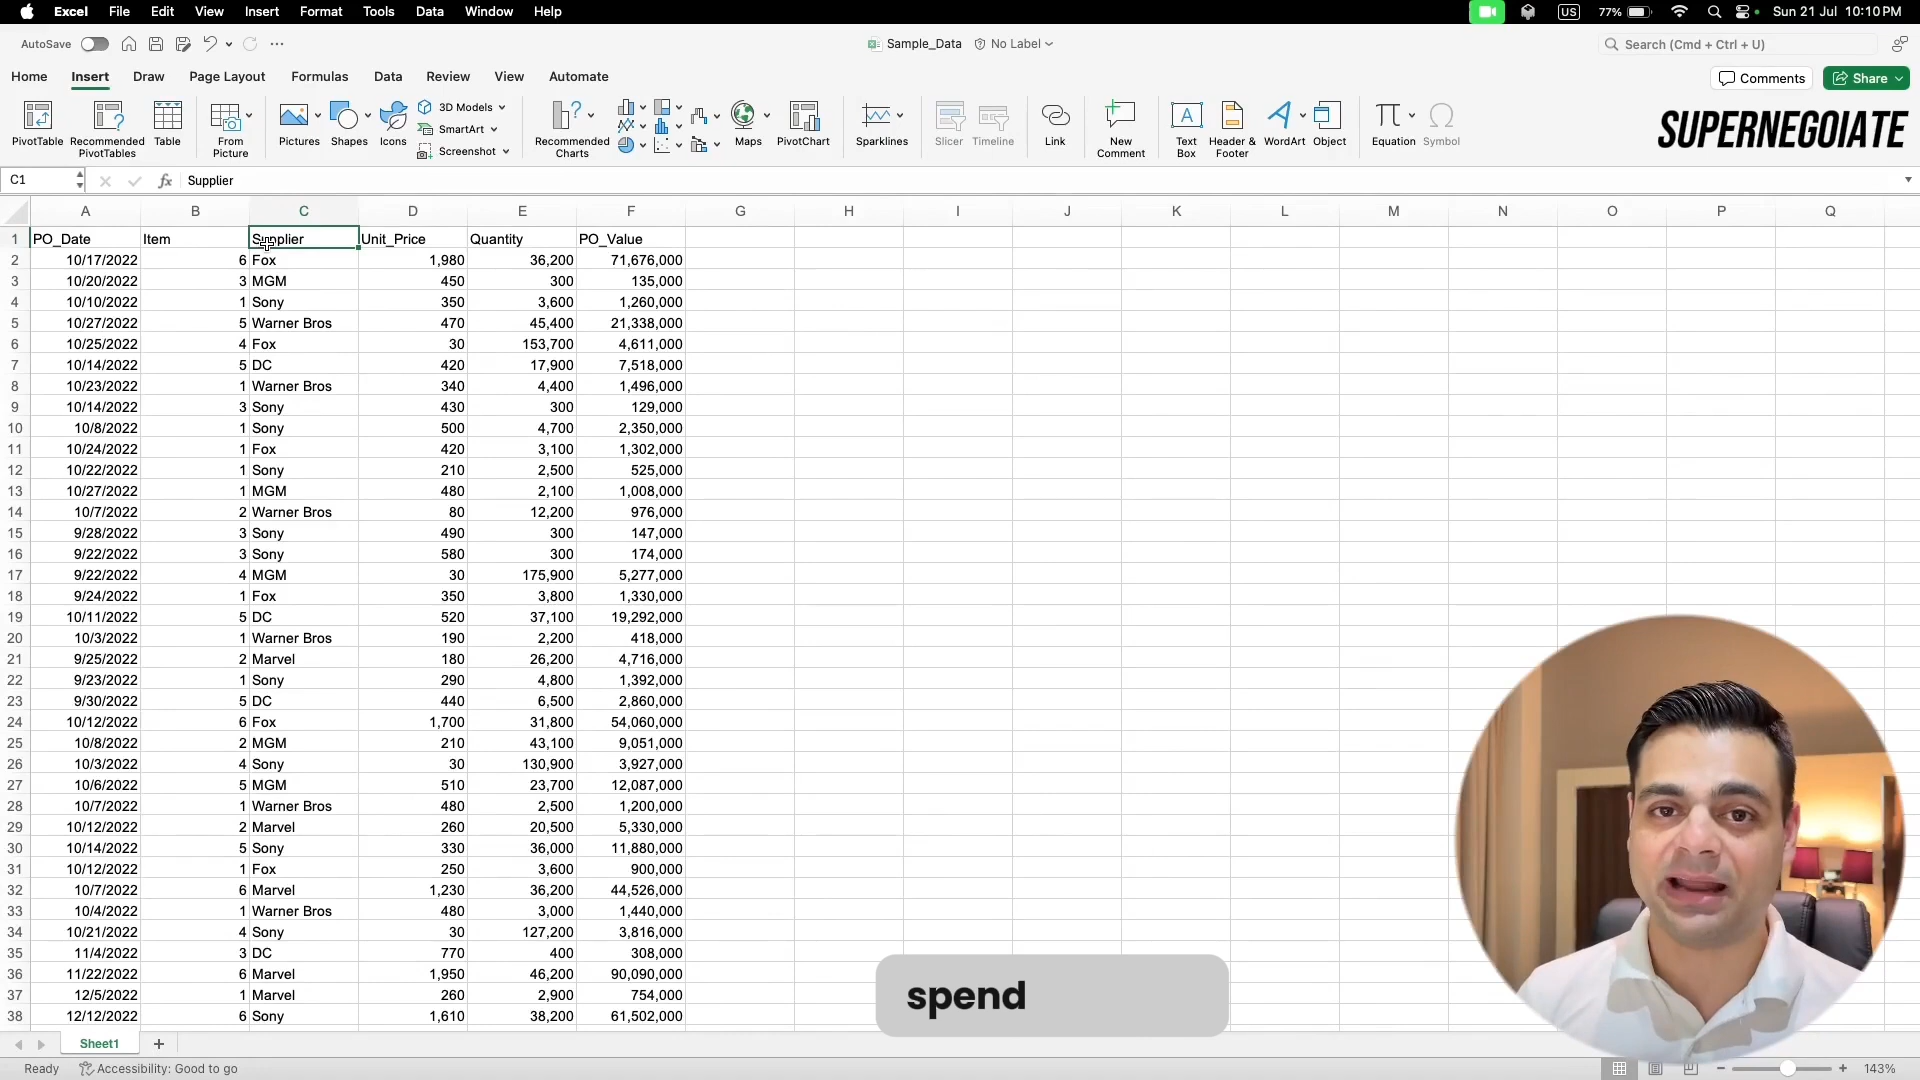 Excel File Edit View Insert Format Tools Data Window Help US 77% Sun 21 Jul 10:10 PM
AutoSave Sample_Data No Label Search (Cmd + Ctrl + U)
Home Insert Draw Page Layout Formulas Data Review View Automate Comments Share
3D Models
SmartArt
Screenshot
PivotTable
Recommended
PivotTables
Table
From
Picture
Pictures
Shapes
Icons
Recommended
Charts
Maps
PivotChart
Sparklines
Slicer
Timeline
Link
New
Comment
Text
Box
Header &
Footer
WordArt
Object
Equation
Symbol
SUPERNEGOIATE
C1 fx Supplier
A B C D E F G H I J K L M N O P Q
1 PO_Date Item Supplier Unit_Price Quantity PO_Value
2 10/17/2022 6 Fox 1,980 36,200 71,676,000
3 10/20/2022 3 MGM 450 300 135,000
4 10/10/2022 1 Sony 350 3,600 1,260,000
5 10/27/2022 5 Warner Bros 470 45,400 21,338,000
6 10/25/2022 4 Fox 30 153,700 4,611,000
7 10/14/2022 5 DC 420 17,900 7,518,000
8 10/23/2022 1 Warner Bros 340 4,400 1,496,000
9 10/14/2022 3 Sony 430 300 129,000
10 10/8/2022 1 Sony 500 4,700 2,350,000
11 10/24/2022 1 Fox 420 3,100 1,302,000
12 10/22/2022 1 Sony 210 2,500 525,000
13 10/27/2022 1 MGM 480 2,100 1,008,000
14 10/7/2022 2 Warner Bros 80 12,200 976,000
15 9/28/2022 3 Sony 490 300 147,000
16 9/22/2022 3 Sony 580 300 174,000
17 9/22/2022 4 MGM 30 175,900 5,277,000
18 9/24/2022 1 Fox 350 3,800 1,330,000
19 10/11/2022 5 DC 520 37,100 19,292,000
20 10/3/2022 1 Warner Bros 190 2,200 418,000
21 9/25/2022 2 Marvel 180 26,200 4,716,000
22 9/23/2022 1 Sony 290 4,800 1,392,000
23 9/30/2022 5 DC 440 6,500 2,860,000
24 10/12/2022 6 Fox 1,700 31,800 54,060,000
25 10/8/2022 2 MGM 210 43,100 9,051,000
26 10/3/2022 4 Sony 30 130,900 3,927,000
27 10/6/2022 5 MGM 510 23,700 12,087,000
28 10/7/2022 1 Warner Bros 480 2,500 1,200,000
29 10/12/2022 2 Marvel 260 20,500 5,330,000
30 10/14/2022 5 Sony 330 36,000 11,880,000
31 10/12/2022 1 Fox 250 3,600 900,000
32 10/7/2022 6 Marvel 1,230 36,200 44,526,000
33 10/4/2022 1 Warner Bros 480 3,000 1,440,000
34 10/21/2022 4 Sony 30 127,200 3,816,000
35 11/4/2022 3 DC 770 400 308,000
36 11/22/2022 6 Marvel 1,950 46,200 90,090,000
37 12/5/2022 1 Marvel 260 2,900 754,000
38 12/12/2022 6 Sony 1,610 38,200 61,502,000
spend
Sheet1
Ready Accessibility: Good to go 143%